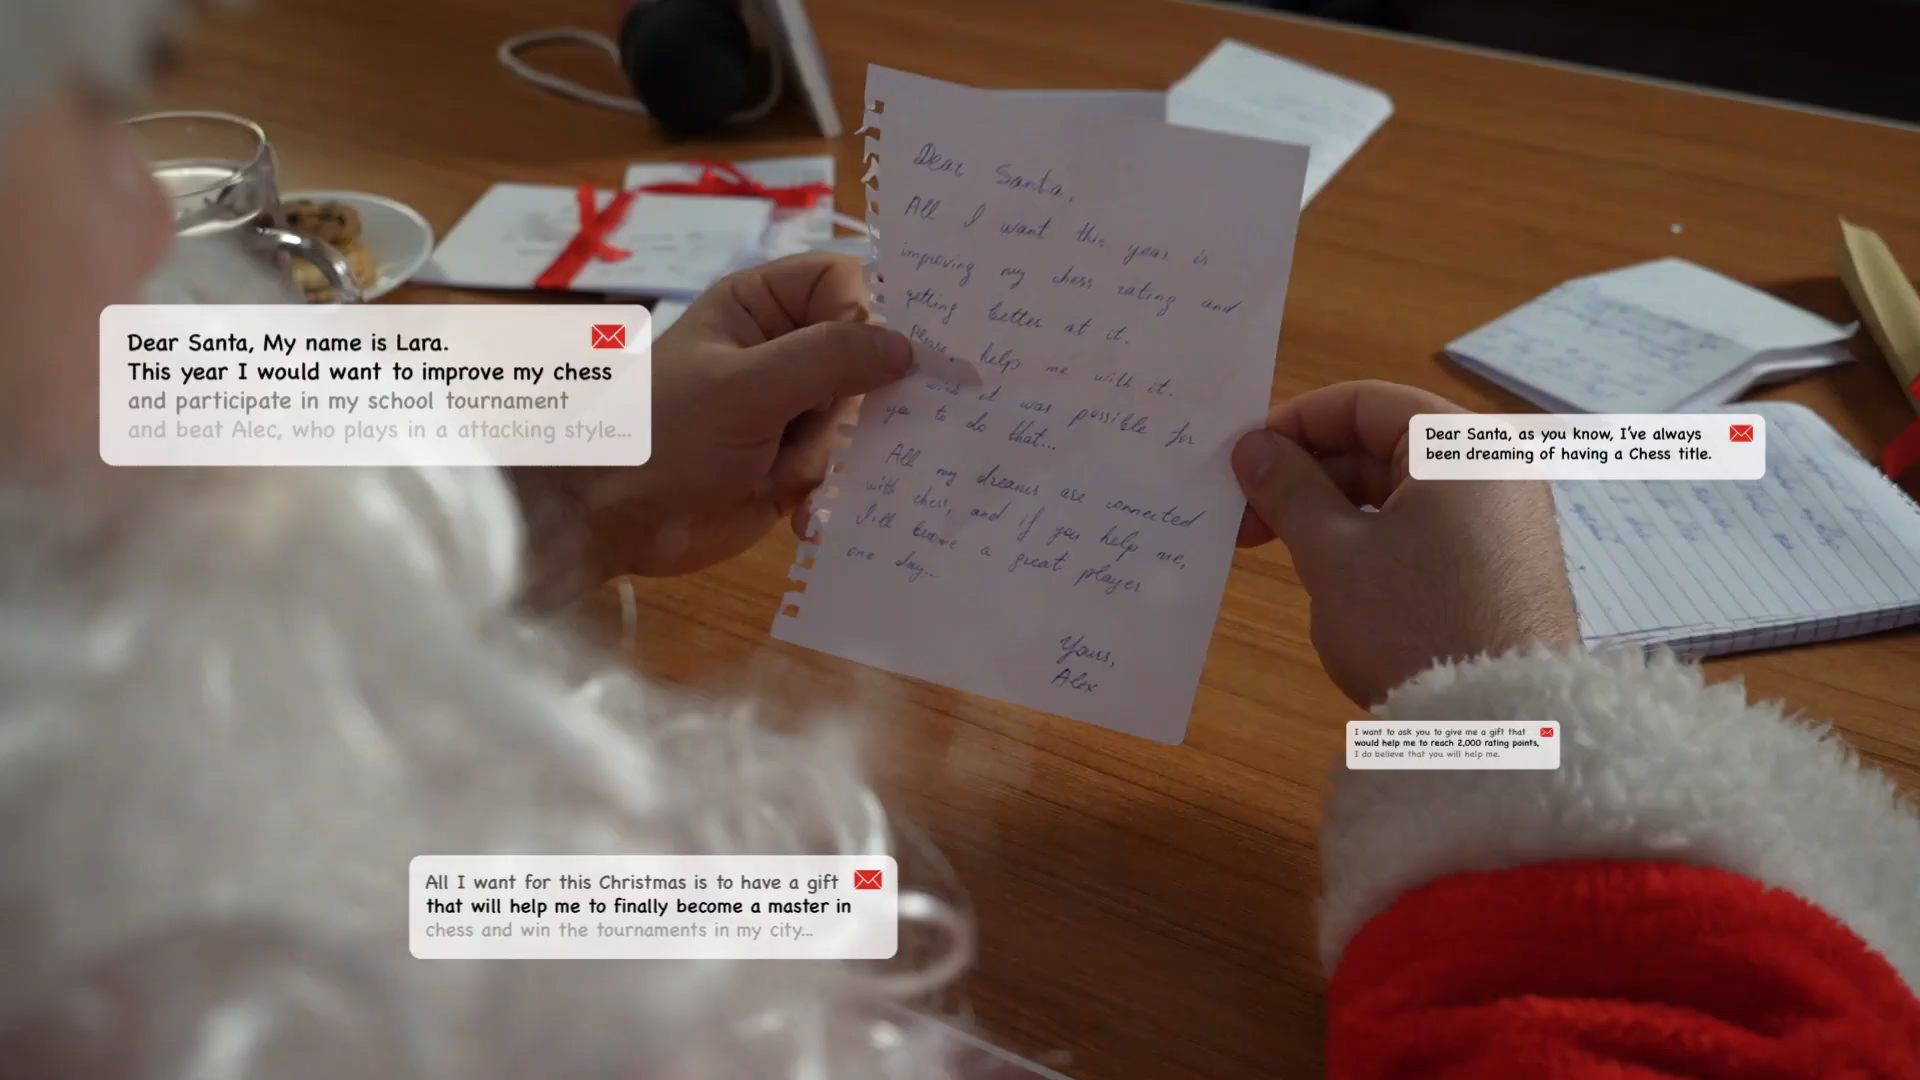 Dear Santa,
All I want this year is
improving my chess rating and
getting better at it.
Please, help me with it.
wish it was possible for
you to do that...
All my dreams are connected
with chess, and if you help me,
I'll become a great player
one day...
Yours,
Alex
Dear Santa, My name is Lara.
This year I would want to improve my chess
and participate in my school tournament
and beat Alec, who plays in a attacking style...
Dear Santa, as you know, I've always
been dreaming of having a Chess title.
I want to ask you to give me a gift that
would help me to reach 2,000 rating points,
I do believe that you will help me.
All I want for this Christmas is to have a gift
that will help me to finally become a master in
chess and win the tournaments in my city...